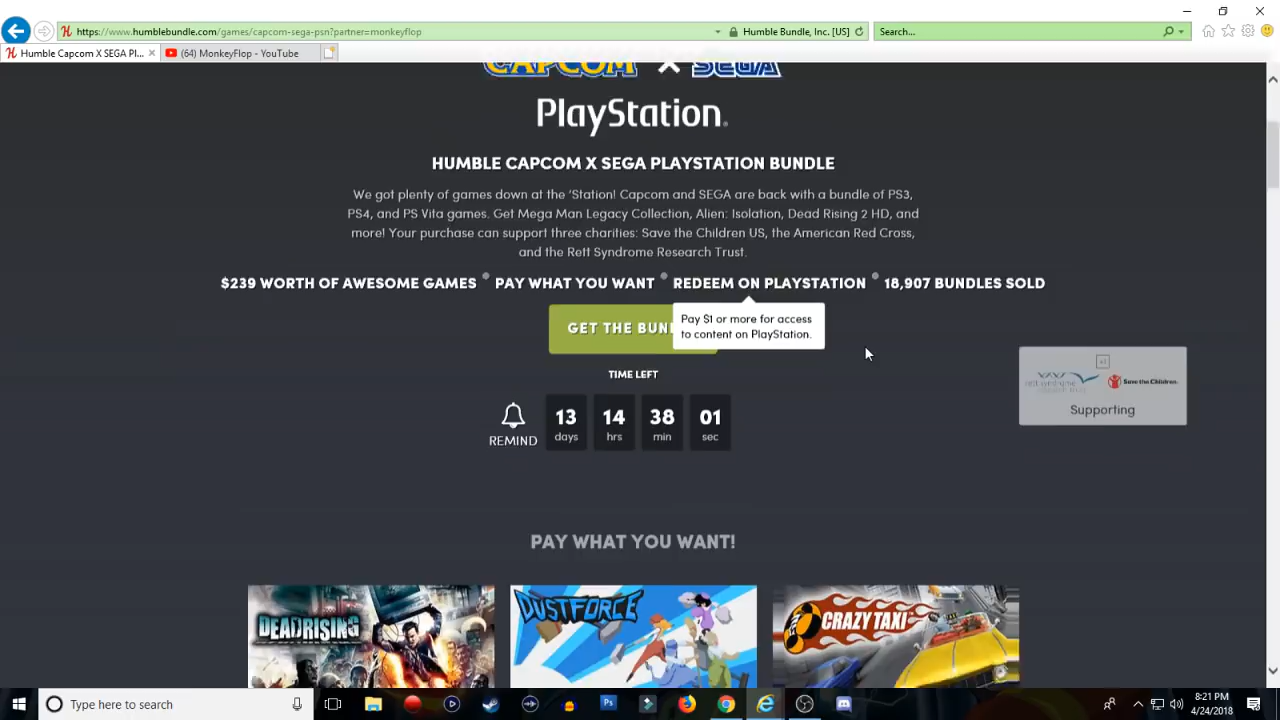 https://www.humblebundle.com/games/capcom-sega-psn?partner=monkeyflop
Humble Bundle, Inc. [US]
Search...
Humble Capcom X SEGA Pl...
(64) MonkeyFlop - YouTube
CAPCOM X SEGA
PlayStation®
HUMBLE CAPCOM X SEGA PLAYSTATION BUNDLE
We got plenty of games down at the 'Station! Capcom and SEGA are back with a bundle of PS3,
PS4, and PS Vita games. Get Mega Man Legacy Collection, Alien: Isolation, Dead Rising 2 HD, and
more! Your purchase can support three charities: Save the Children US, the American Red Cross,
and the Rett Syndrome Research Trust.
$239 WORTH OF AWESOME GAMES • PAY WHAT YOU WANT • REDEEM ON PLAYSTATION • 18,907 BUNDLES SOLD
GET THE BUN
Pay $1 or more for access
to content on PlayStation.
TIME LEFT
13 14 38 01
days hrs min sec
REMIND
+1
rett syndrome
Save the Children.
Supporting
PAY WHAT YOU WANT!
DEADRISING
DUSTFORCE
CRAZY TAXI
Type here to search
Ps
8:21 PM
4/24/2018